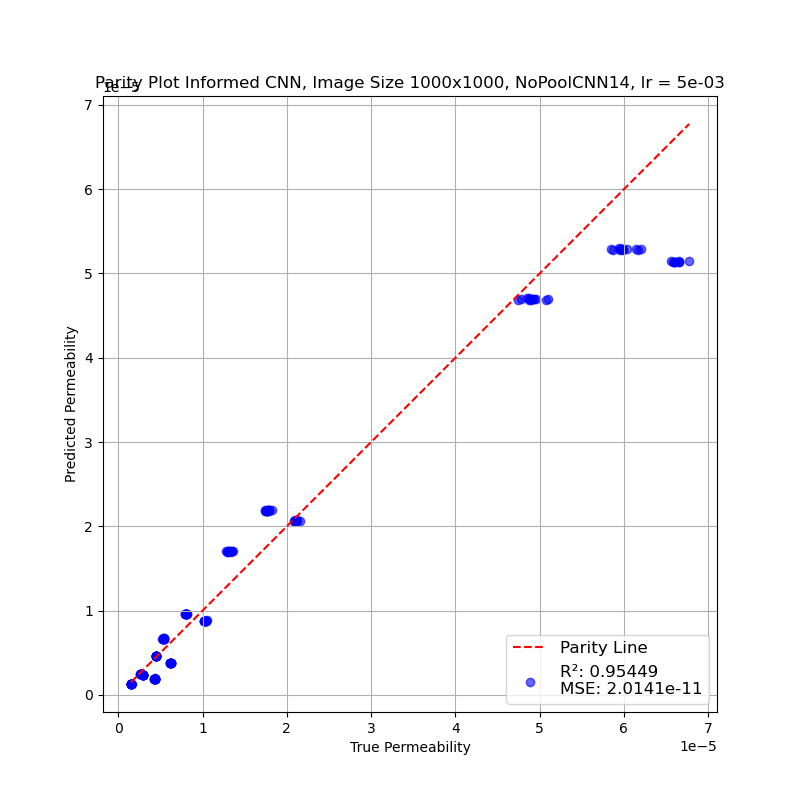 Parity Plot Informed CNN, Image Size 1000x1000, NoPoolCNN14, lr = 5e-03
1e−5
7
6
5
4
3
2
1
0
Predicted Permeability
Parity Line
R²: 0.95449
MSE: 2.0141e-11
0 1 2 3 4 5 6 7
True Permeability
1e−5